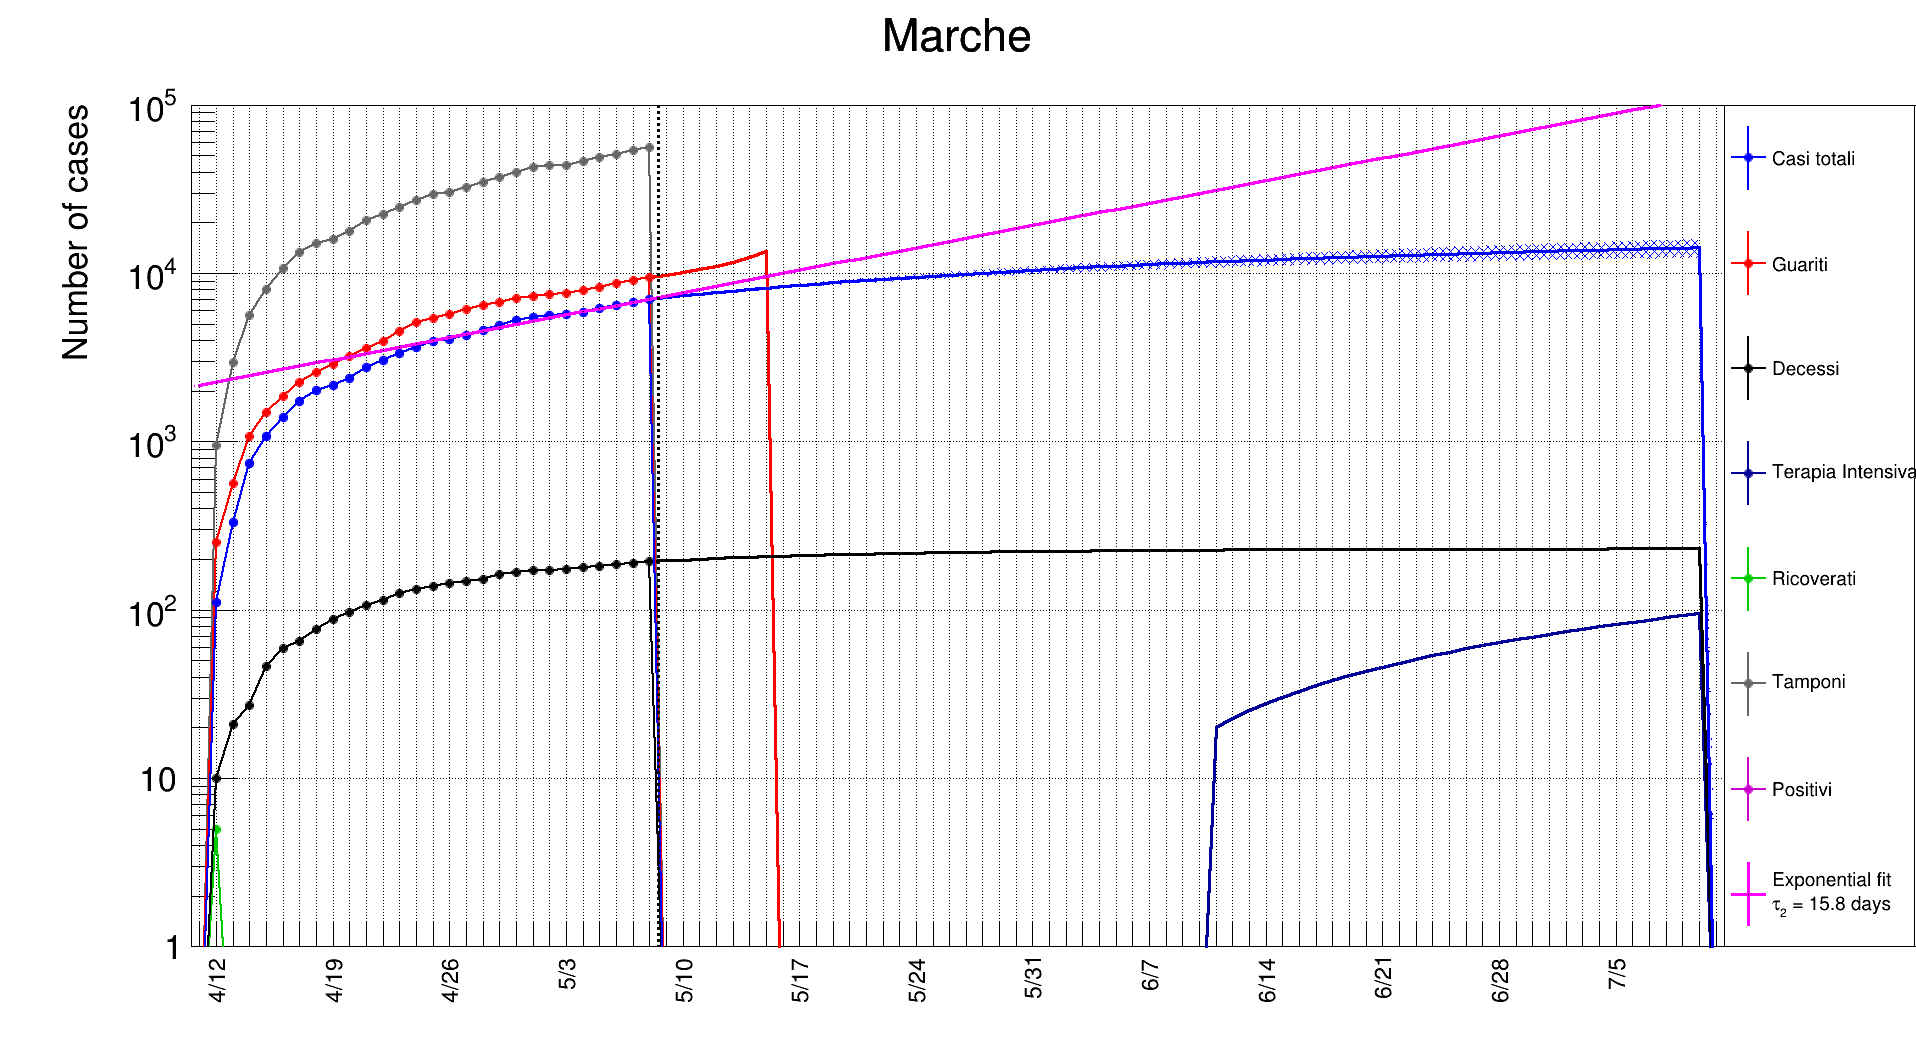 Marche
Number of cases
10^5
10^4
10^3
10^2
10
1
4/12
4/19
4/26
5/3
5/10
5/17
5/24
5/31
6/7
6/14
6/21
6/28
7/5
Casi totali
Guariti
Decessi
Terapia Intensiva
Ricoverati
Tamponi
Positivi
Exponential fit
τ_2 = 15.8 days